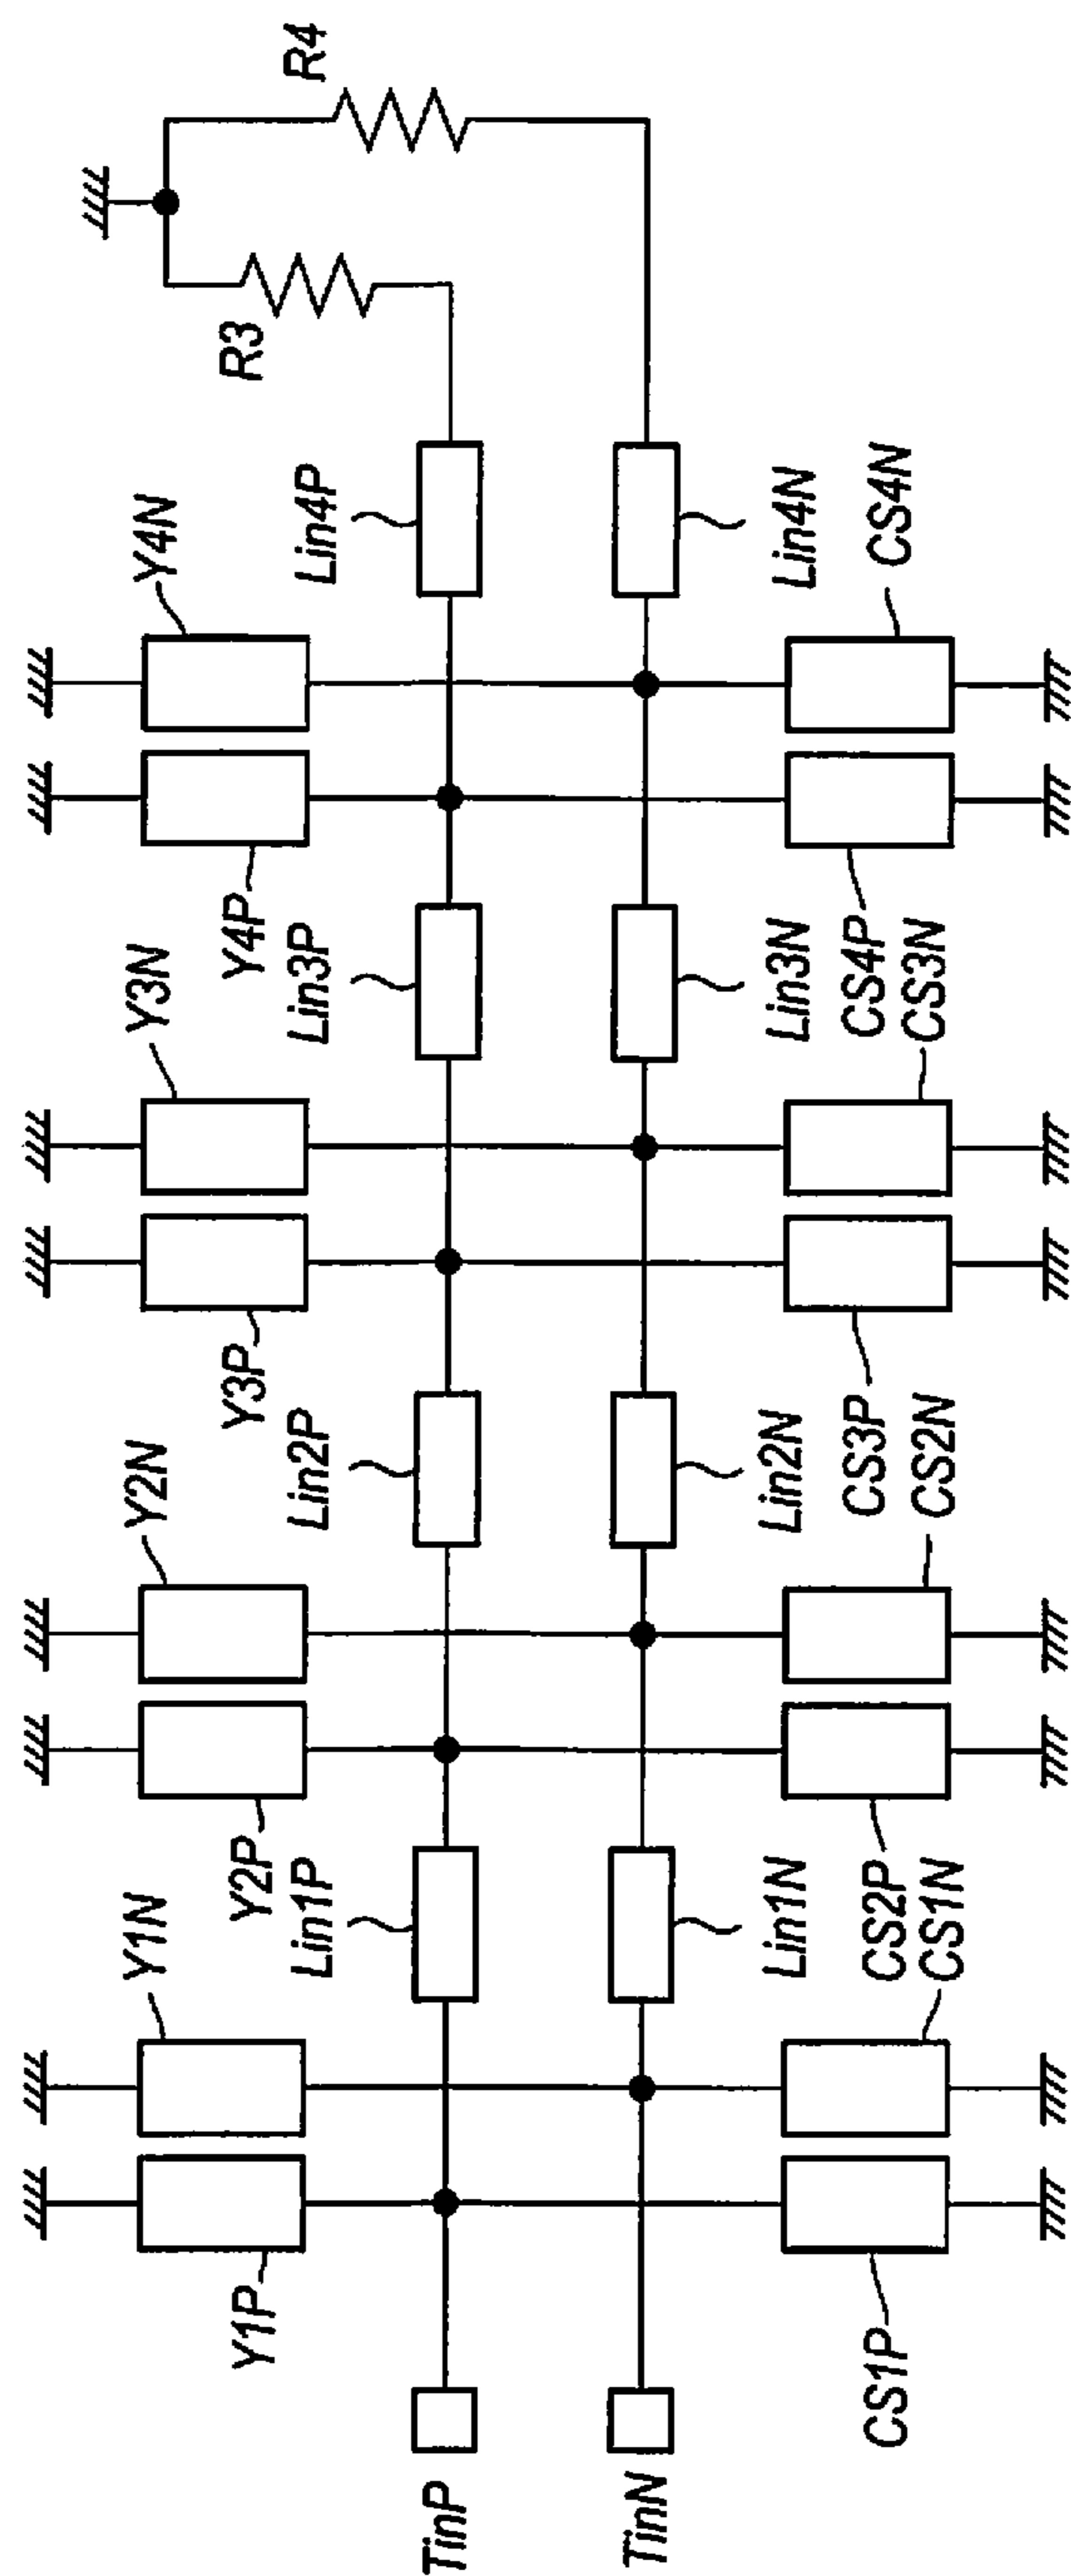 R4
R3
Y4N
Lin4P
Lin4N
CS4N
Y4P
Y3N
Lin3P
Lin3N
CS4P
CS3N
Y3P
Y2N
Lin2P
Lin2N
CS3P
CS2N
Y2P
Y1N
Lin1P
Lin1N
CS2P
CS1N
Y1P
CS1P
TinP
TinN